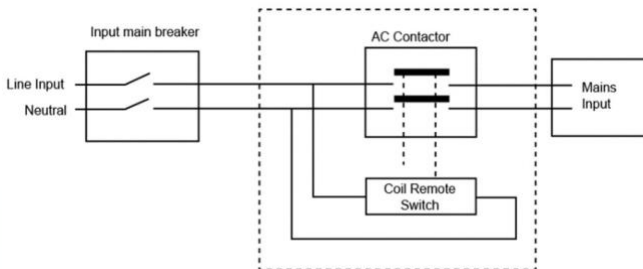 Input main breaker
AC Contactor
Line Input
Neutral
Mains
Input
Coil Remote
Switch